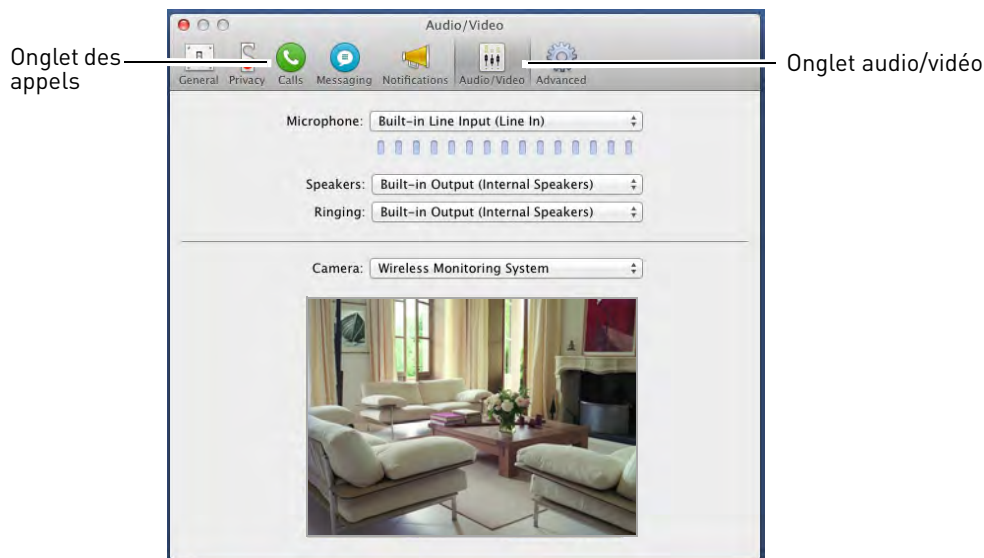 Audio/Video
Onglet des
appels
General Privacy Calls Messaging Notifications Audio/Video Advanced
Onglet audio/vidéo
Microphone: Built-in Line Input (Line In)
Speakers: Built-in Output (Internal Speakers)
Ringing: Built-in Output (Internal Speakers)
Camera: Wireless Monitoring System